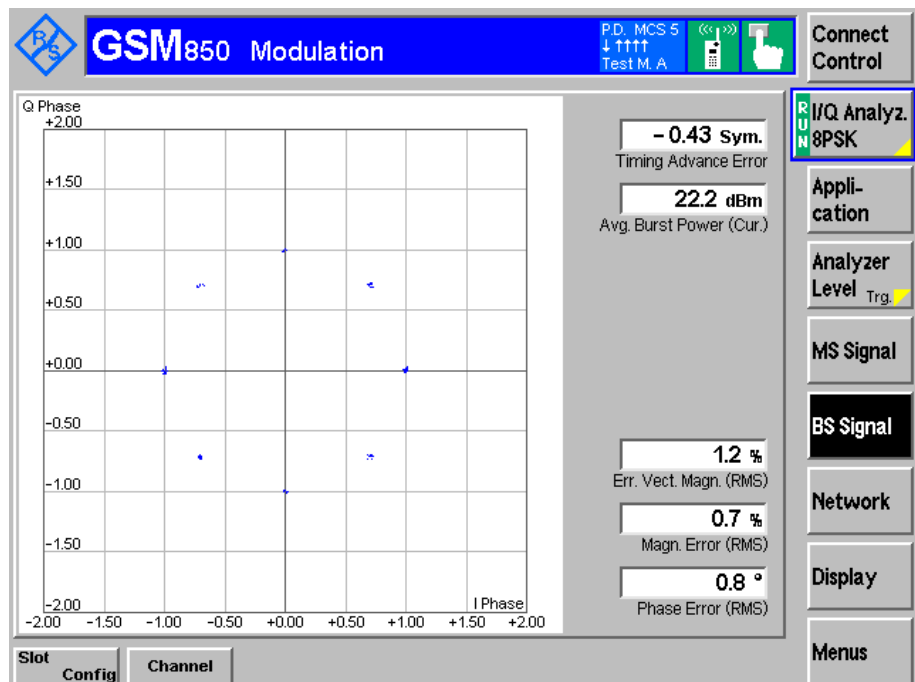 R/S
GSM850 Modulation
P.D. MCS 5
↓ ↑↑↑↑
Test M. A
Connect
Control
Q Phase
+2.00
+1.50
+1.00
+0.50
+0.00
-0.50
-1.00
-1.50
-2.00
I Phase
-2.00 -1.50 -1.00 -0.50 +0.00 +0.50 +1.00 +1.50 +2.00
- 0.43 Sym.
Timing Advance Error
22.2 dBm
Avg. Burst Power (Cur.)
1.2 %
Err. Vect. Magn. (RMS)
0.7 %
Magn. Error (RMS)
0.8 °
Phase Error (RMS)
RUN
I/Q Analyz.
8PSK
Appli-
cation
Analyzer
Level Trg.
MS Signal
BS Signal
Network
Display
Menus
Slot
Config
Channel